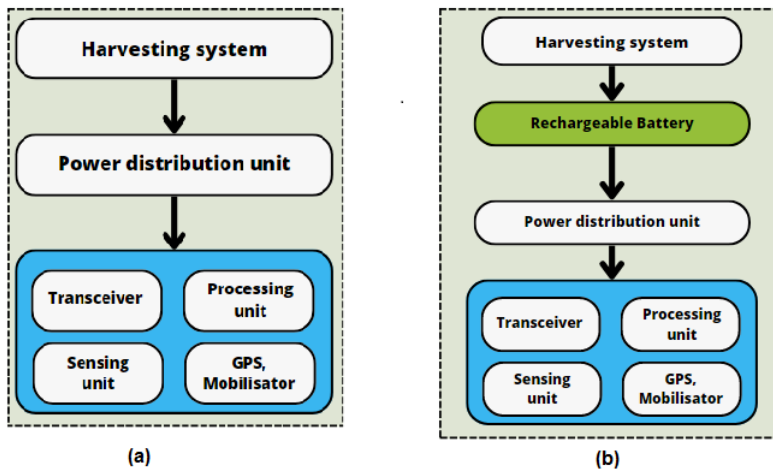 Harvesting system
Power distribution unit
Transceiver
Processing
unit
Sensing
unit
GPS,
Mobilisator
(a)
Harvesting system
Rechargeable Battery
Power distribution unit
Transceiver
Processing
unit
Sensing
unit
GPS,
Mobilisator
(b)